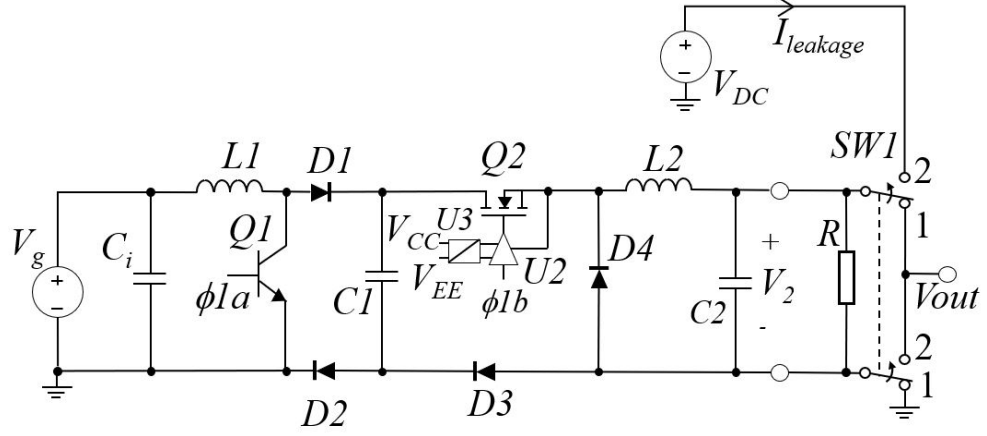 I_leakage
+
-
V_DC
L1
D1
Q2
L2
SW1
2
V_g
C_i
Q1
V_CC
U3
1
+
-
ϕ1a
C1
V_EE
U2
ϕ1b
D4
C2
+
V_2
-
R
Vout
2
1
D2
D3